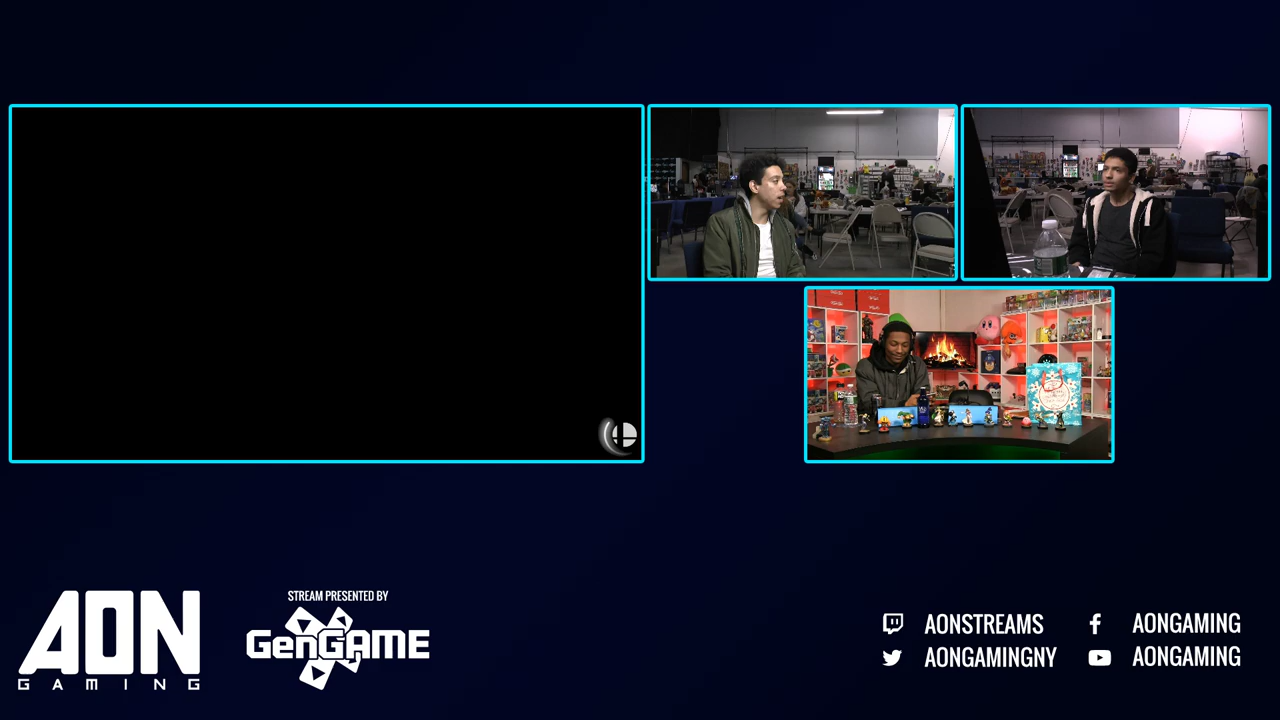 AON
GAMING
STREAM PRESENTED BY
GenGAME
AONSTREAMS
AONGAMING
AONGAMINGNY
AONGAMING